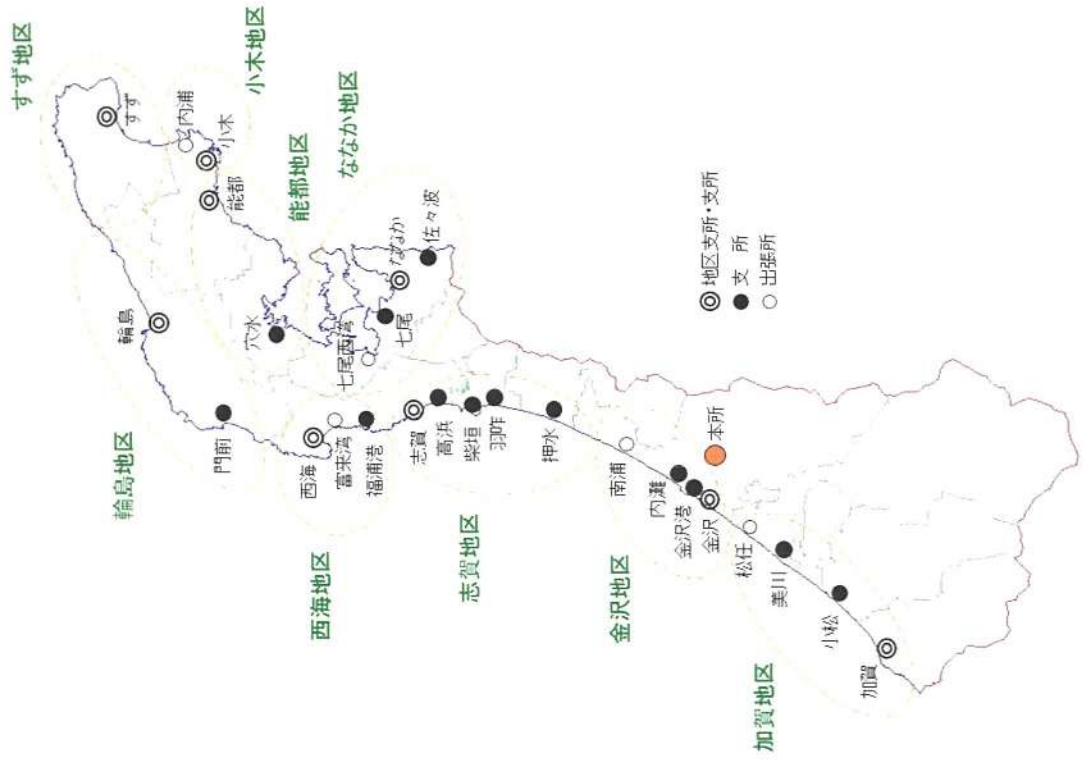 すず地区
すず
内浦
小木地区
小木
能都
能都地区
輪島地区
輪島
門前
穴水
ななか地区
ななか
佐々波
七尾
七尾西湾
西海地区
西海
富来湾
福浦港
志賀地区
志賀
高浜
柴垣
羽咋
押水
金沢地区
南浦
内灘
金沢港
金沢
本所
加賀地区
松任
美川
小松
加賀
◎ 地区支所・支所
● 支 所
○ 出張所